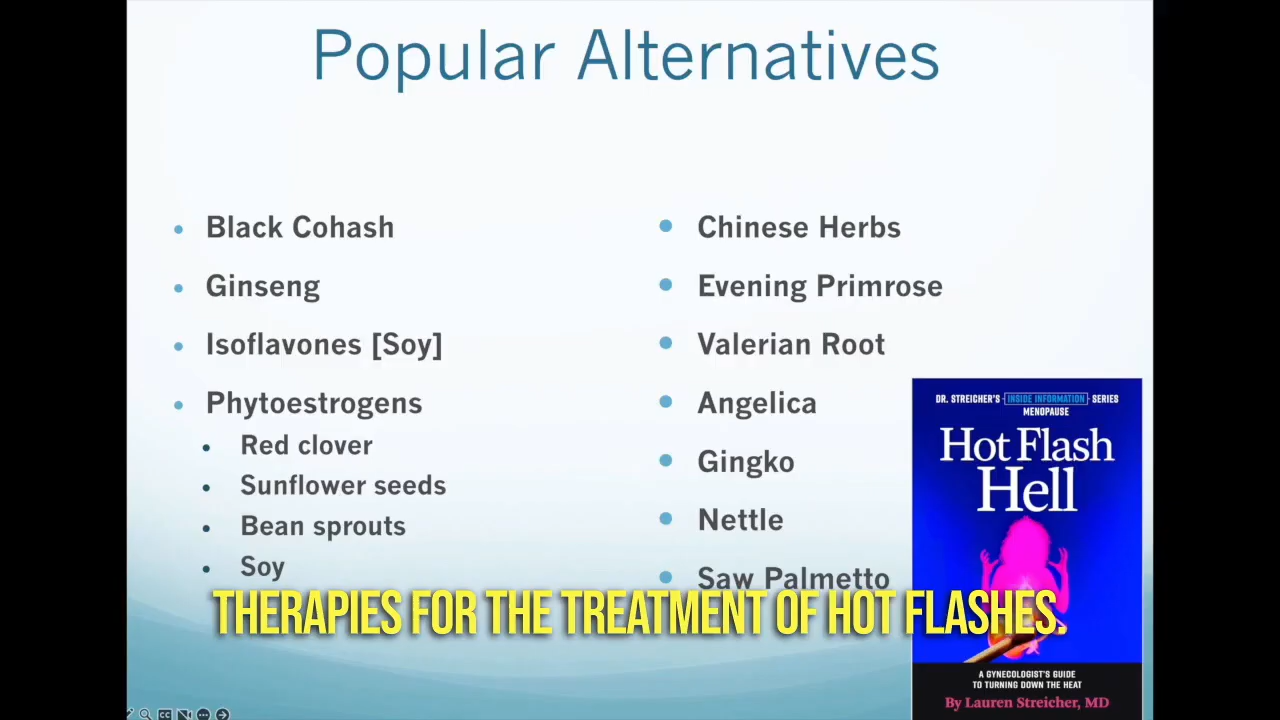 Popular Alternatives
Black Cohash
Ginseng
Isoflavones [Soy]
Phytoestrogens
Red clover
Sunflower seeds
Bean sprouts
Soy
Chinese Herbs
Evening Primrose
Valerian Root
Angelica
Gingko
Nettle
Saw Palmetto
THERAPIES FOR THE TREATMENT OF HOT FLASHES.
DR. STREICHER'S INSIDE INFORMATION SERIES
MENOPAUSE
Hot Flash
Hell
A GYNECOLOGIST'S GUIDE
TO TURNING DOWN THE HEAT
By Lauren Streicher, MD
CC